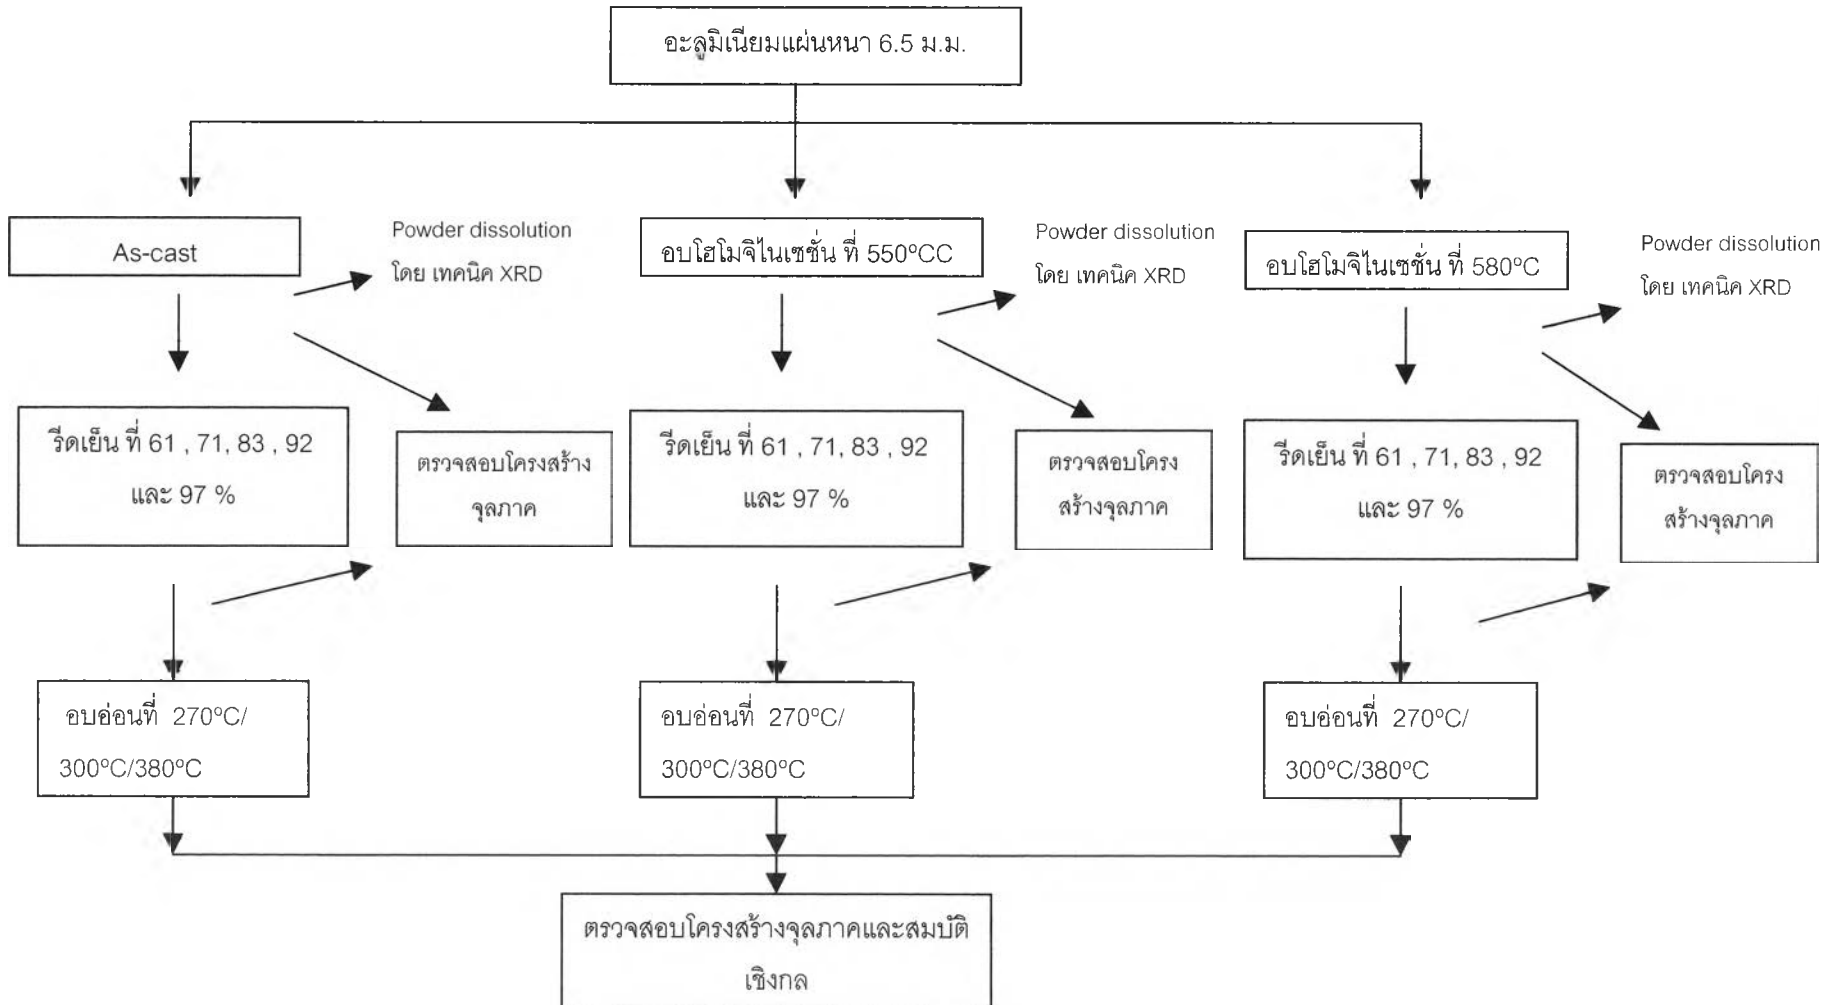 อะลูมิเนียมแผ่นหนา 6.5 ม.ม.
As-cast
Powder dissolution
โดย เทคนิค XRD
อบโฮโมจิไนเซชั่น ที่ 550ºCC
Powder dissolution
โดย เทคนิค XRD
อบโฮโมจิไนเซชั่น ที่ 580ºC
Powder dissolution
โดย เทคนิค XRD
รีดเย็น ที่ 61 , 71, 83 , 92
และ 97 %
ตรวจสอบโครงสร้าง
จุลภาค
รีดเย็น ที่ 61 , 71, 83 , 92
และ 97 %
ตรวจสอบโครง
สร้างจุลภาค
รีดเย็น ที่ 61 , 71, 83 , 92
และ 97 %
ตรวจสอบโครง
สร้างจุลภาค
อบอ่อนที่ 270ºC/
300ºC/380ºC
อบอ่อนที่ 270ºC/
300ºC/380ºC
อบอ่อนที่ 270ºC/
300ºC/380ºC
ตรวจสอบโครงสร้างจุลภาคและสมบัติ
เชิงกล